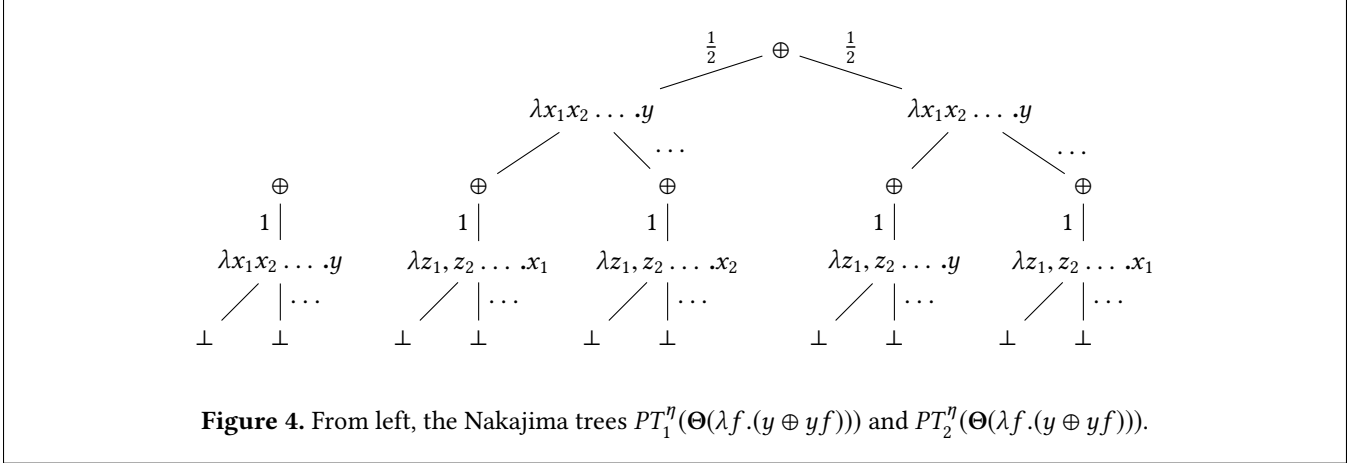 1/2 ⊕ 1/2
λx₁x₂ . . . .y λx₁x₂ . . . .y
. . . . . .
⊕ ⊕ ⊕ ⊕ ⊕
1 1 1 1 1
λx₁x₂ . . . .y λz₁, z₂ . . . .x₁ λz₁, z₂ . . . .x₂ λz₁, z₂ . . . .y λz₁, z₂ . . . .x₁
. . . . . . . . . . . . . . .
⊥ ⊥ ⊥ ⊥ ⊥ ⊥ ⊥ ⊥ ⊥ ⊥
Figure 4. From left, the Nakajima trees PT₁^η(Θ(λf.(y ⊕ yf))) and PT₂^η(Θ(λf.(y ⊕ yf))).